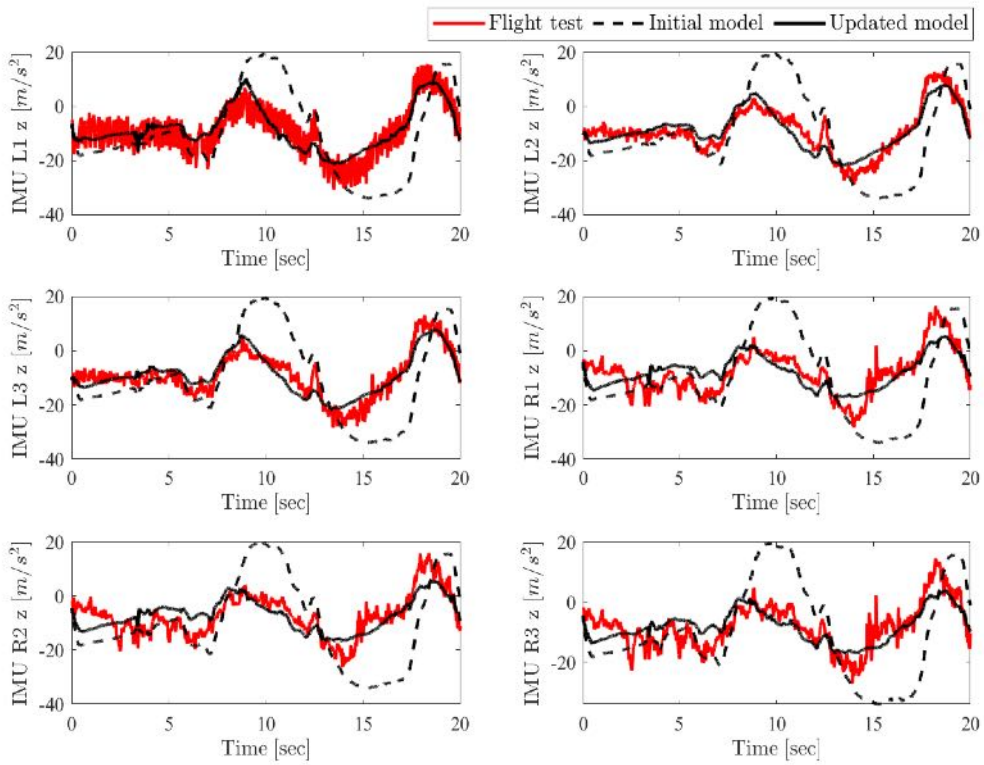 Flight test Initial model Updated model
IMU L1 z [m/s²]
20
0
-20
-40
0 5 10 15 20
Time [sec]
IMU L2 z [m/s²]
20
0
-20
-40
0 5 10 15 20
Time [sec]
IMU L3 z [m/s²]
20
0
-20
-40
0 5 10 15 20
Time [sec]
IMU R1 z [m/s²]
20
0
-20
-40
0 5 10 15 20
Time [sec]
IMU R2 z [m/s²]
20
0
-20
-40
0 5 10 15 20
Time [sec]
IMU R3 z [m/s²]
20
0
-20
0 5 10 15 20
Time [sec]